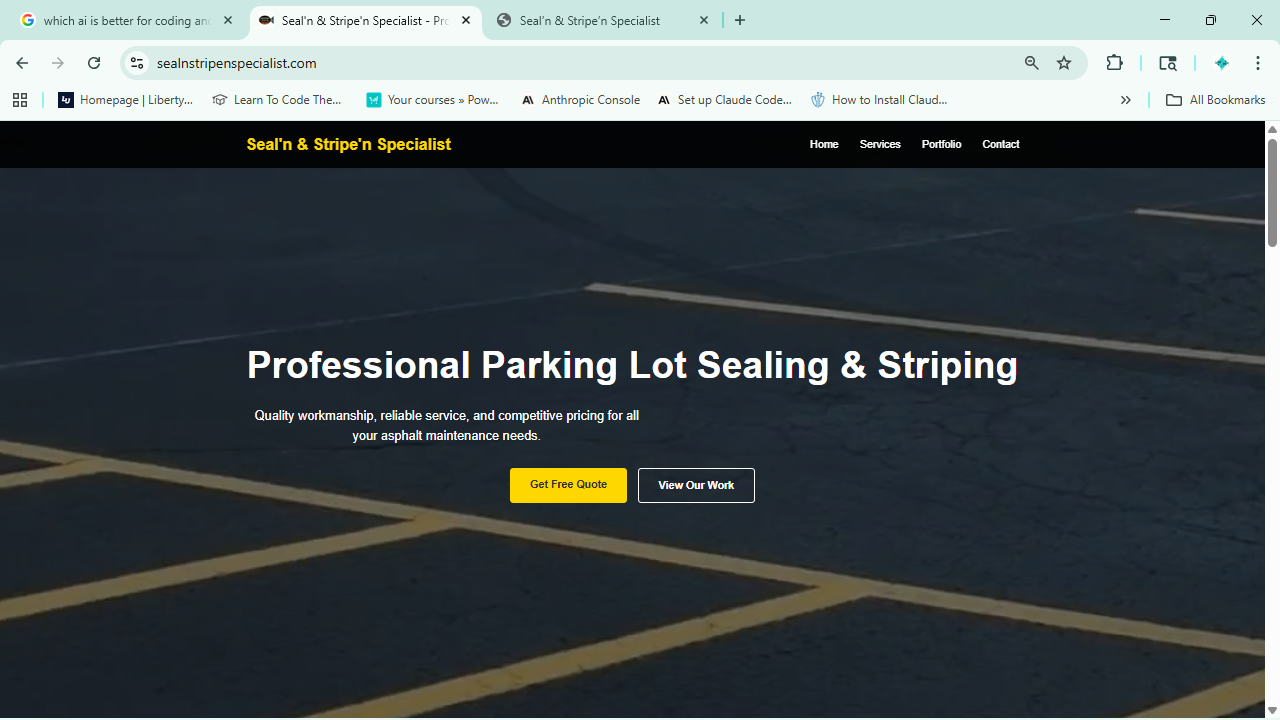 which ai is better for coding an
Seal'n & Stripe'n Specialist - Pro
Seal'n & Stripe'n Specialist
sealnstripenspecialist.com
Homepage | Liberty...
Learn To Code The...
Your courses » Pow...
Anthropic Console
Set up Claude Code...
How to Install Claud...
All Bookmarks
Seal'n & Stripe'n Specialist
Home
Services
Portfolio
Contact
Professional Parking Lot Sealing & Striping
Quality workmanship, reliable service, and competitive pricing for all
your asphalt maintenance needs.
Get Free Quote
View Our Work